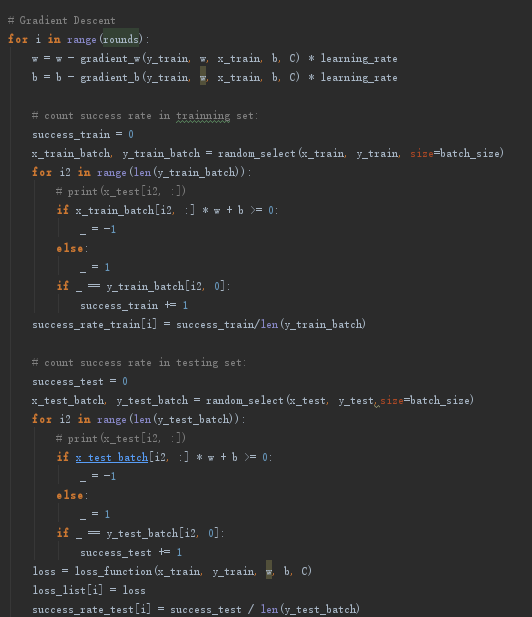 # Gradient Descent
for i in range(rounds):
    w = w - gradient_w(y_train, w, x_train, b, C) * learning_rate
    b = b - gradient_b(y_train, w, x_train, b, C) * learning_rate

    # count success rate in trainning set:
    success_train = 0
    x_train_batch, y_train_batch = random_select(x_train, y_train, size=batch_size)
    for i2 in range(len(y_train_batch)):
        # print(x_test[i2, :])
        if x_train_batch[i2, :] * w + b >= 0:
            _ = -1
        else:
            _ = 1
        if _ == y_train_batch[i2, 0]:
            success_train += 1
    success_rate_train[i] = success_train/len(y_train_batch)

    # count success rate in testing set:
    success_test = 0
    x_test_batch, y_test_batch = random_select(x_test, y_test,size=batch_size)
    for i2 in range(len(y_test_batch)):
        # print(x_test[i2, :])
        if x_test_batch[i2, :] * w + b >= 0:
            _ = -1
        else:
            _ = 1
        if _ == y_test_batch[i2, 0]:
            success_test += 1
    loss = loss_function(x_train, y_train, w, b, C)
    loss_list[i] = loss
    success_rate_test[i] = success_test / len(y_test_batch)